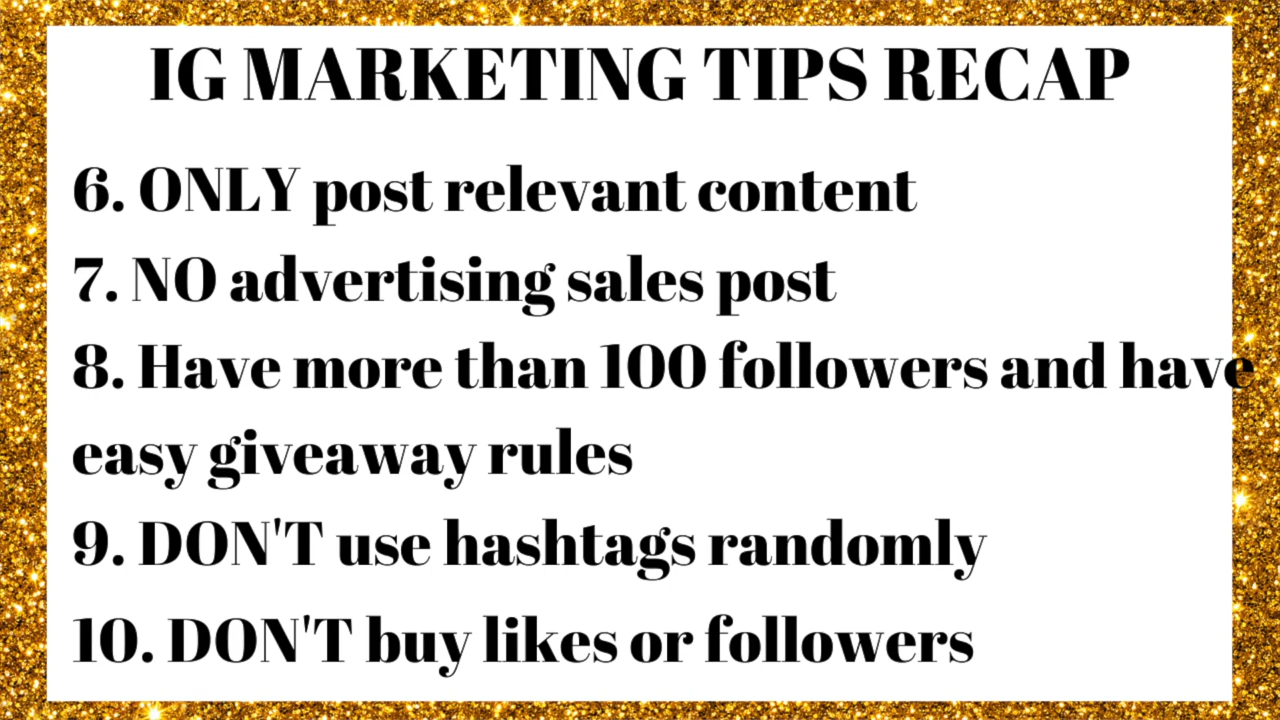 IG MARKETING TIPS RECAP
6. ONLY post relevant content
7. NO advertising sales post
8. Have more than 100 followers and have
easy giveaway rules
9. DON'T use hashtags randomly
10. DON'T buy likes or followers